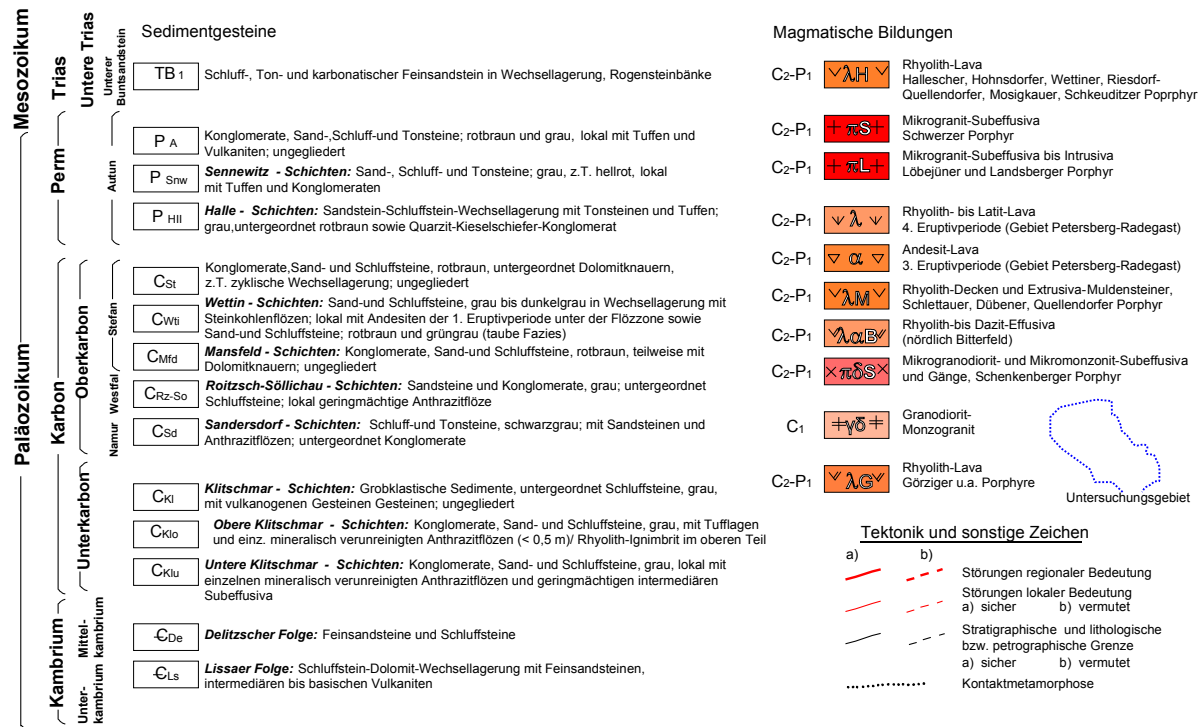 Mesozoikum
Paläozoikum
Trias
Perm
Karbon
Kambrium
Untere Trias
Oberkarbon
Unterkarbon
Mittel-
kambrium
Unter-
kambrium
Unterer
Buntsandstein
Autun
Stefan
Westfal
Namur
Sedimentgesteine
TB 1 Schluff-, Ton- und karbonatischer Feinsandstein in Wechsellagerung, Rogensteinbänke
P A Konglomerate, Sand-,Schluff-und Tonsteine; rotbraun und grau, lokal mit Tuffen und
Vulkaniten; ungegliedert
P Snw Sennewitz - Schichten: Sand-, Schluff- und Tonsteine; grau, z.T. hellrot, lokal
mit Tuffen und Konglomeraten
P Hll Halle - Schichten: Sandstein-Schluffstein-Wechsellagerung mit Tonsteinen und Tuffen;
grau,untergeordnet rotbraun sowie Quarzit-Kieselschiefer-Konglomerat
CSt Konglomerate,Sand- und Schluffsteine, rotbraun, untergeordnet Dolomitknauern,
z.T. zyklische Wechsellagerung; ungegliedert
CWti Wettin - Schichten: Sand-und Schluffsteine, grau bis dunkelgrau in Wechsellagerung mit
Steinkohlenflözen; lokal mit Andesiten der 1. Eruptivperiode unter der Flözzone sowie
Sand-und Schluffsteine; rotbraun und grüngrau (taube Fazies)
CMfd Mansfeld - Schichten: Konglomerate, Sand-und Schluffsteine, rotbraun, teilweise mit
Dolomitknauern; ungegliedert
CRz-So Roitzsch-Söllichau - Schichten: Sandsteine und Konglomerate, grau; untergeordnet
Schluffsteine; lokal geringmächtige Anthrazitflöze
CSd Sandersdorf - Schichten: Schluff-und Tonsteine, schwarzgrau; mit Sandsteinen und
Anthrazitflözen; untergeordnet Konglomerate
CKl Klitschmar - Schichten: Grobklastische Sedimente, untergeordnet Schluffsteine, grau,
mit vulkanogenen Gesteinen Gesteinen; ungegliedert
CKlo Obere Klitschmar - Schichten: Konglomerate, Sand- und Schluffsteine, grau, mit Tufflagen
und einz. mineralisch verunreinigten Anthrazitflözen (< 0,5 m)/ Rhyolith-Ignimbrit im oberen Teil
CKlu Untere Klitschmar - Schichten: Konglomerate, Sand- und Schluffsteine, grau, lokal mit
einzelnen mineralisch verunreinigten Anthrazitflözen und geringmächtigen intermediären
Subeffusiva
ЄDe Delitzscher Folge: Feinsandsteine und Schluffsteine
ЄLs Lissaer Folge: Schluffstein-Dolomit-Wechsellagerung mit Feinsandsteinen,
intermediären bis basischen Vulkaniten
Magmatische Bildungen
C2-P1 λH Rhyolith-Lava
Hallescher, Hohnsdorfer, Wettiner, Riesdorf-
Quellendorfer, Mosigkauer, Schkeuditzer Poprphyr
C2-P1 πS Mikrogranit-Subeffusiva
Schwerzer Porphyr
C2-P1 πL Mikrogranit-Subeffusiva bis Intrusiva
Löbejüner und Landsberger Porphyr
C2-P1 λ Rhyolith- bis Latit-Lava
4. Eruptivperiode (Gebiet Petersberg-Radegast)
C2-P1 α Andesit-Lava
3. Eruptivperiode (Gebiet Petersberg-Radegast)
C2-P1 λM Rhyolith-Decken und Extrusiva-Muldensteiner,
Schlettauer, Dübener, Quellendorfer Porphyr
C2-P1 λαB Rhyolith-bis Dazit-Effusiva
(nördlich Bitterfeld)
C2-P1 πδS Mikrogranodiorit- und Mikromonzonit-Subeffusiva
und Gänge, Schenkenberger Porphyr
C1 γδ Granodiorit-
Monzogranit
C2-P1 λG Rhyolith-Lava
Görziger u.a. Porphyre
Untersuchungsgebiet
Tektonik und sonstige Zeichen
a) b)
Störungen regionaler Bedeutung
Störungen lokaler Bedeutung
a) sicher b) vermutet
Stratigraphische und lithologische
bzw. petrographische Grenze
a) sicher b) vermutet
Kontaktmetamorphose